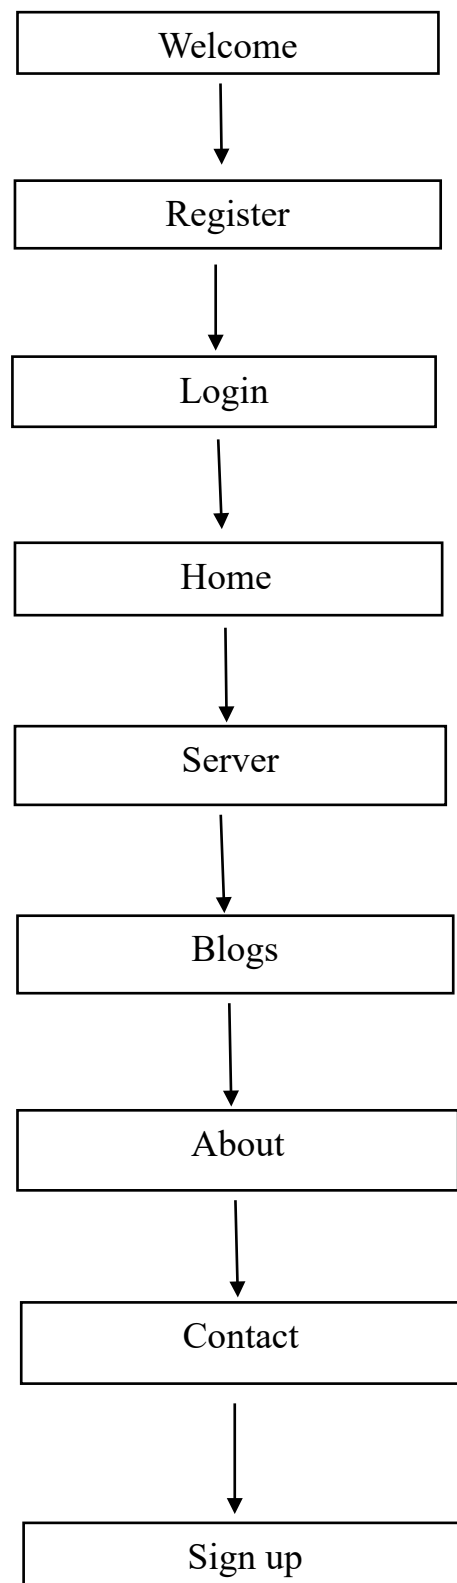 Welcome
Register
Login
Home
Server
Blogs
About
Contact
Sign up